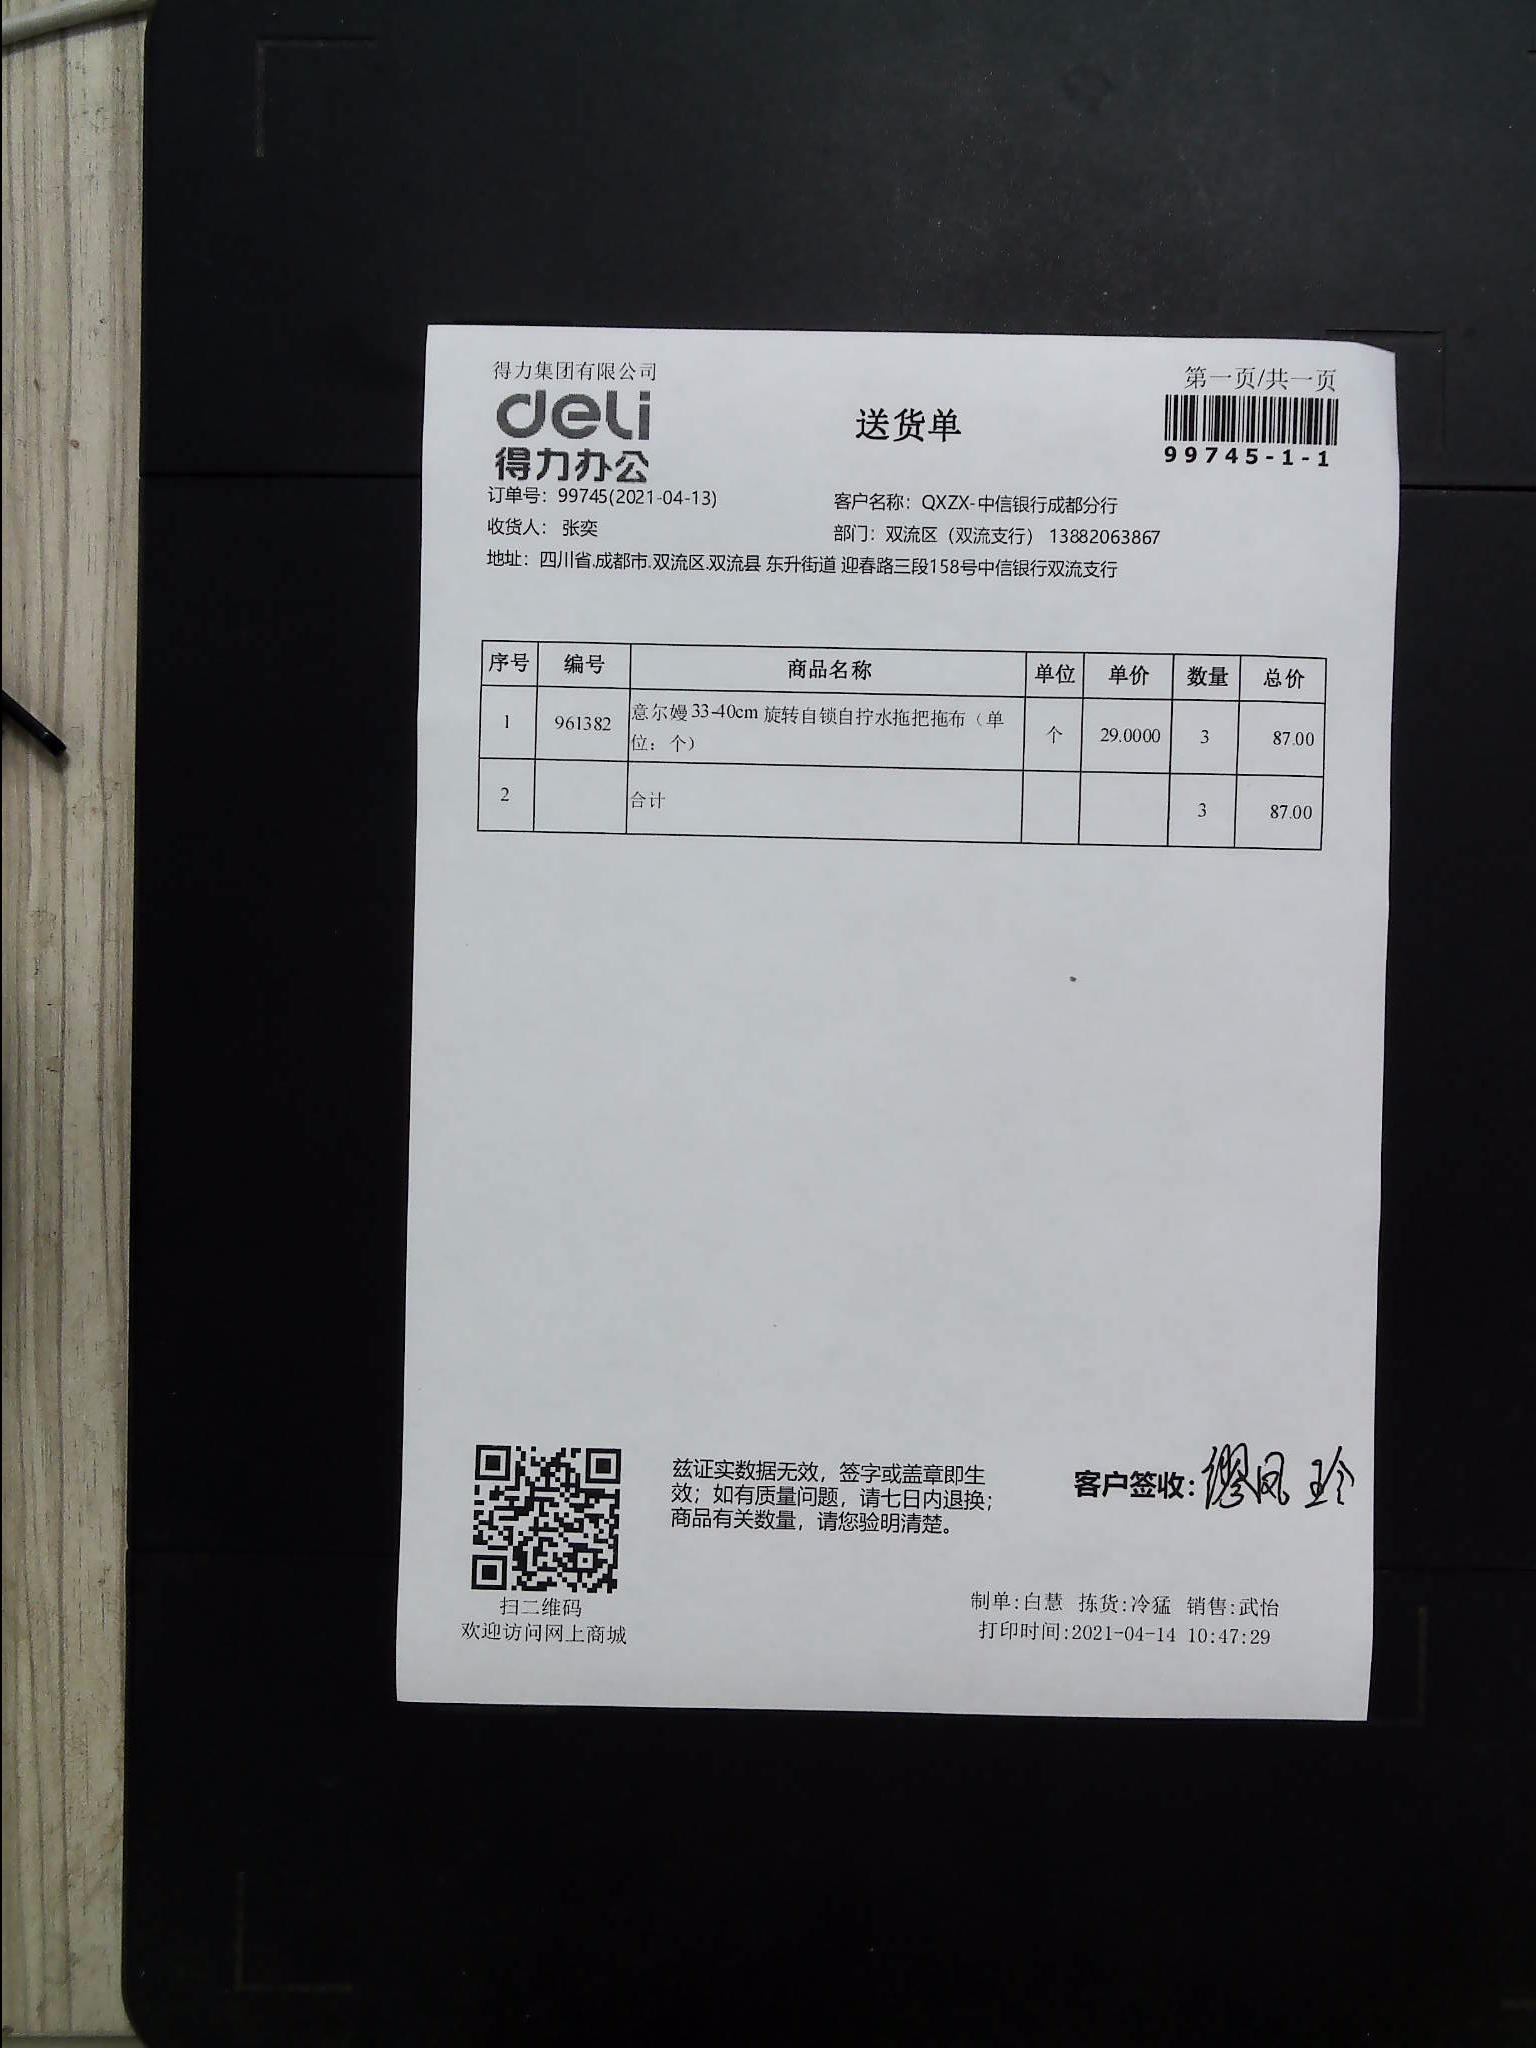 得力集团有限公司
第一页/共一页
deli
得力办公
送货单
99745-1-1
订单号：99745(2021-04-13)
客户名称：QXZX-中信银行成都分行
收货人：张奕
部门：双流区（双流支行） 13882063867
地址：四川省.成都市.双流区.双流县 东升街道 迎春路三段158号中信银行双流支行
序号 编号 商品名称 单位 单价 数量 总价
1 961382 意尔嫚 33-40cm 旋转自锁自拧水拖把拖布（单
位：个） 个 29.0000 3 87.00
2 合计 3 87.00
兹证实数据无效，签字或盖章即生
效；如有质量问题，请七日内退换；
商品有关数量，请您验明清楚。
客户签收：缪凤玲
扫二维码
欢迎访问网上商城
制单:白慧 拣货:冷猛 销售:武怡
打印时间:2021-04-14 10:47:29